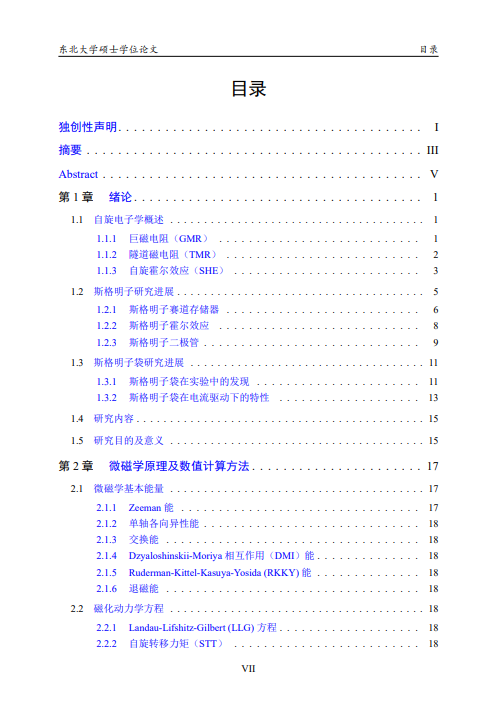 东北大学硕士学位论文 目录
目录
独创性声明 . . . . . . . . . . . . . . . . . . . . . . . . . . . . . . . . . . . . . . . I
摘要 . . . . . . . . . . . . . . . . . . . . . . . . . . . . . . . . . . . . . . . . . . . III
Abstract . . . . . . . . . . . . . . . . . . . . . . . . . . . . . . . . . . . . . . . . . V
第 1 章 绪论 . . . . . . . . . . . . . . . . . . . . . . . . . . . . . . . . . . . . . 1
1.1 自旋电子学概述 . . . . . . . . . . . . . . . . . . . . . . . . . . . . . . . . . . . . . . 1
1.1.1 巨磁电阻（GMR） . . . . . . . . . . . . . . . . . . . . . . . . . . . 1
1.1.2 隧道磁电阻（TMR） . . . . . . . . . . . . . . . . . . . . . . . . . . 2
1.1.3 自旋霍尔效应（SHE） . . . . . . . . . . . . . . . . . . . . . . . . . 3
1.2 斯格明子研究进展 . . . . . . . . . . . . . . . . . . . . . . . . . . . . . . . . . . . . . 5
1.2.1 斯格明子赛道存储器 . . . . . . . . . . . . . . . . . . . . . . . . . . 6
1.2.2 斯格明子霍尔效应 . . . . . . . . . . . . . . . . . . . . . . . . . . . 8
1.2.3 斯格明子二极管 . . . . . . . . . . . . . . . . . . . . . . . . . . . . 9
1.3 斯格明子袋研究进展 . . . . . . . . . . . . . . . . . . . . . . . . . . . . . . . . . . . 11
1.3.1 斯格明子袋在实验中的发现 . . . . . . . . . . . . . . . . . . . . . 11
1.3.2 斯格明子袋在电流驱动下的特性 . . . . . . . . . . . . . . . . . . 13
1.4 研究内容 . . . . . . . . . . . . . . . . . . . . . . . . . . . . . . . . . . . . . . . . . . . 15
1.5 研究目的及意义 . . . . . . . . . . . . . . . . . . . . . . . . . . . . . . . . . . . . . . 15
第 2 章 微磁学原理及数值计算方法 . . . . . . . . . . . . . . . . . . . . . . 17
2.1 微磁学基本能量 . . . . . . . . . . . . . . . . . . . . . . . . . . . . . . . . . . . . . . 17
2.1.1 Zeeman 能 . . . . . . . . . . . . . . . . . . . . . . . . . . . . . . . 17
2.1.2 单轴各向异性能 . . . . . . . . . . . . . . . . . . . . . . . . . . . . 18
2.1.3 交换能 . . . . . . . . . . . . . . . . . . . . . . . . . . . . . . . . . 18
2.1.4 Dzyaloshinskii-Moriya 相互作用（DMI）能 . . . . . . . . . . . . . . 18
2.1.5 Ruderman-Kittel-Kasuya-Yosida (RKKY) 能 . . . . . . . . . . . . . . 18
2.1.6 退磁能 . . . . . . . . . . . . . . . . . . . . . . . . . . . . . . . . . 18
2.2 磁化动力学方程 . . . . . . . . . . . . . . . . . . . . . . . . . . . . . . . . . . . . . . 18
2.2.1 Landau-Lifshitz-Gilbert (LLG) 方程 . . . . . . . . . . . . . . . . . . . 18
2.2.2 自旋转移力矩（STT） . . . . . . . . . . . . . . . . . . . . . . . . . 18
VII